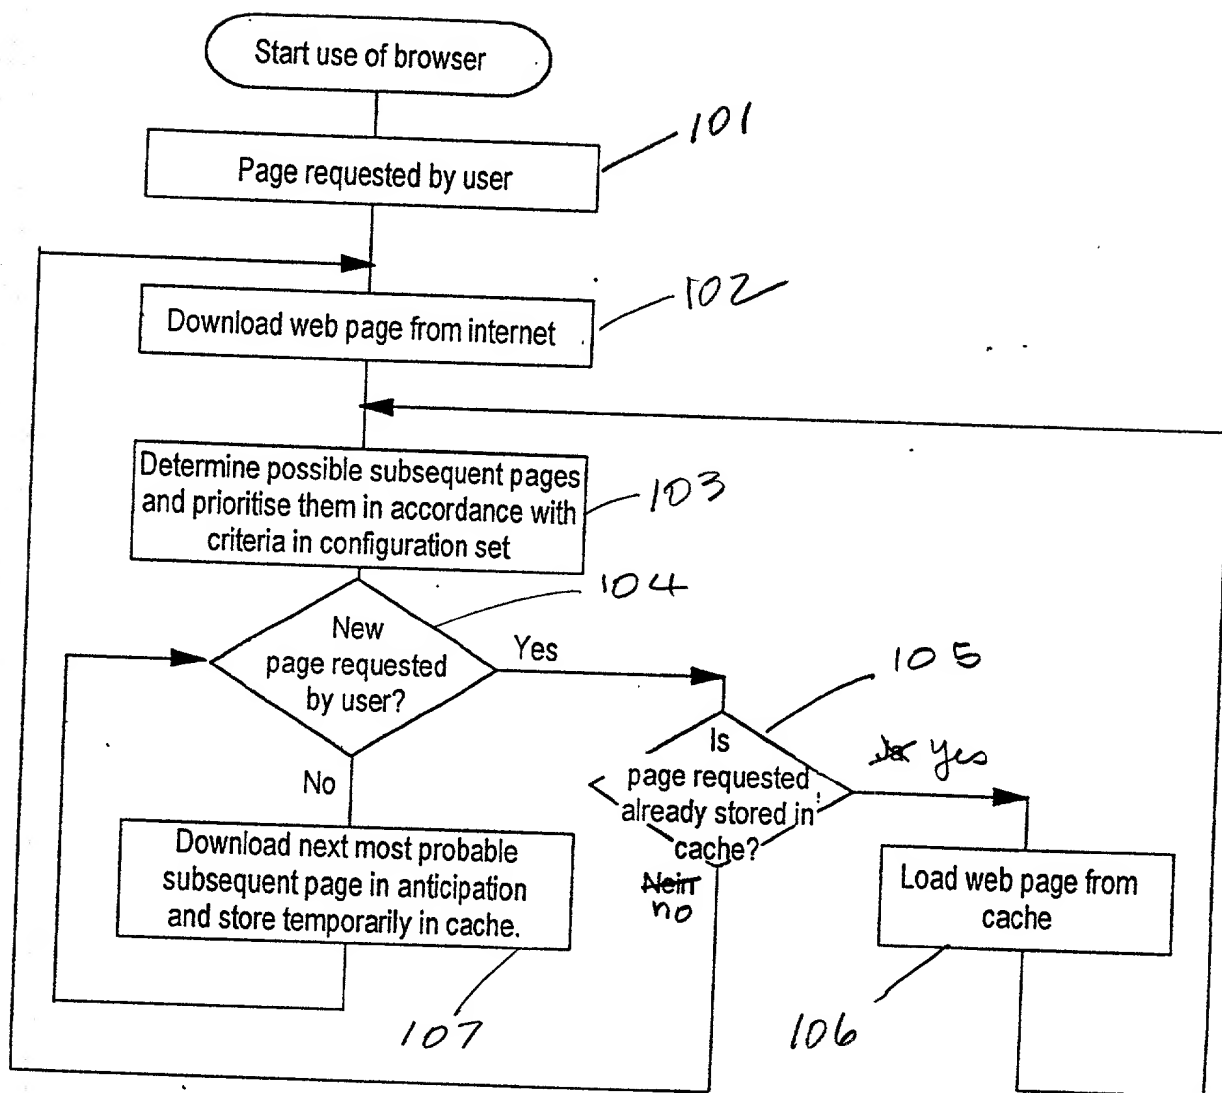 Start use of browser
101
Page requested by user
102
Download web page from internet
Determine possible subsequent pages
and prioritise them in accordance with
criteria in configuration set
103
104
New
page requested
by user?
Yes
105
Is
page requested
already stored in
cache?
Ja Yes
No
Nein
no
Download next most probable
subsequent page in anticipation
and store temporarily in cache.
Load web page from
cache
107
106